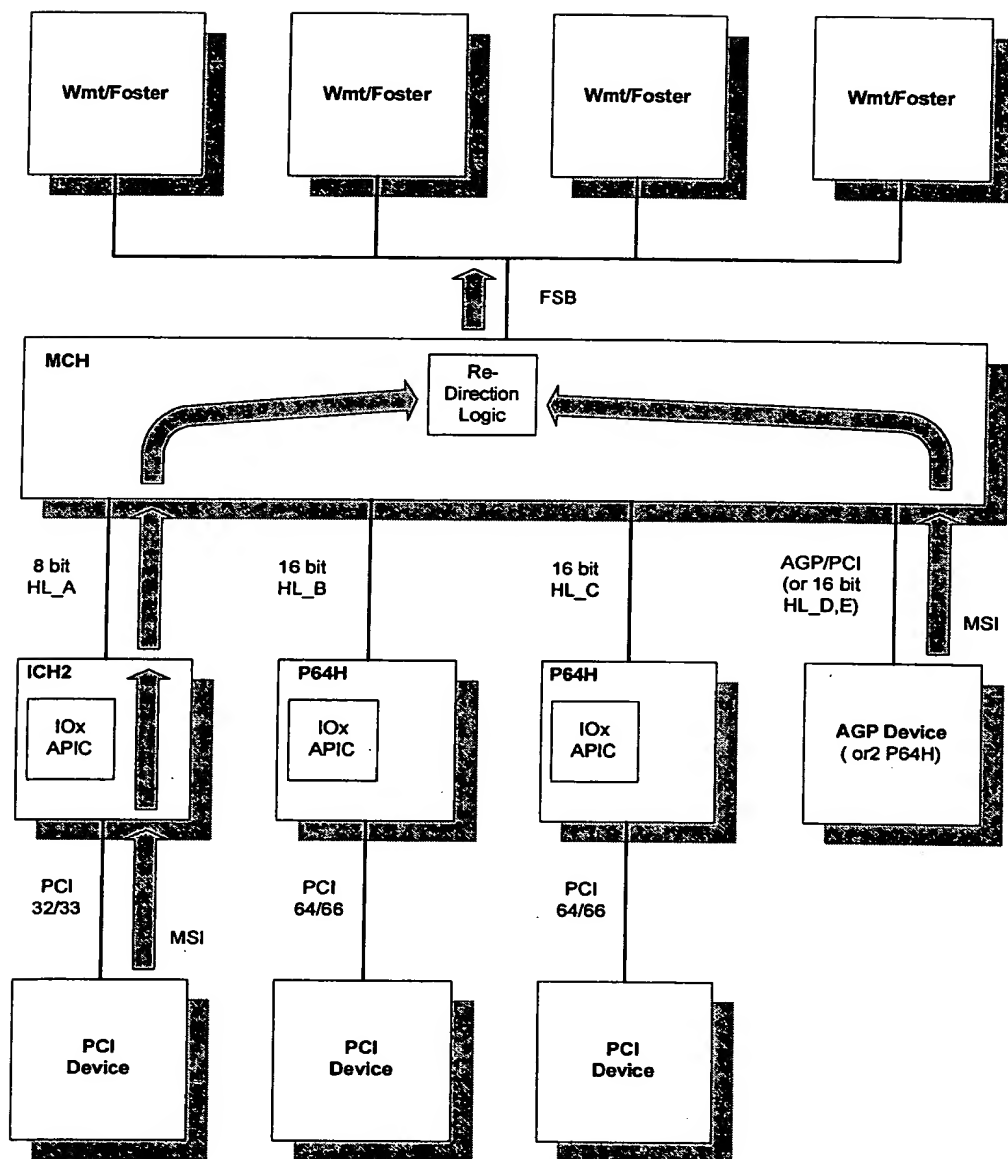 Wmt/Foster
Wmt/Foster
Wmt/Foster
Wmt/Foster
FSB
MCH
Re-
Direction
Logic
8 bit
HL_A
16 bit
HL_B
16 bit
HL_C
AGP/PCI
(or 16 bit
HL_D,E)
MSI
ICH2
IOx
APIC
P64H
IOx
APIC
P64H
IOx
APIC
AGP Device
( or2 P64H)
PCI
32/33
MSI
PCI
64/66
PCI
64/66
PCI
Device
PCI
Device
PCI
Device